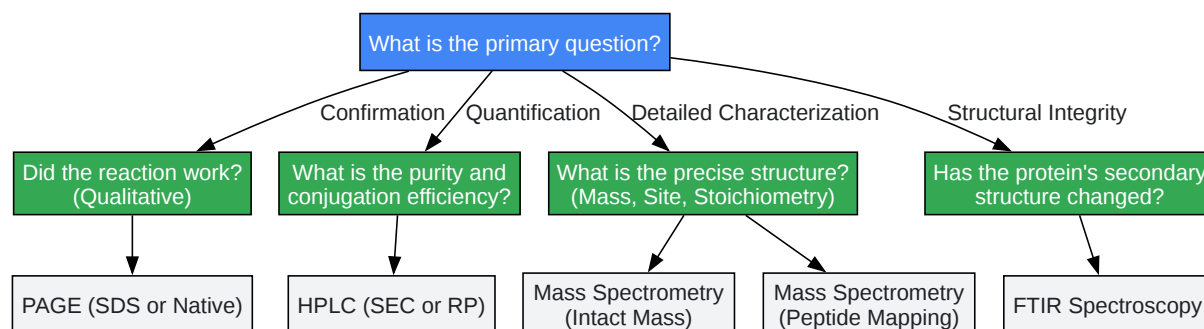 What is the primary question?
Confirmation
Quantification
Detailed Characterization
Structural Integrity
Did the reaction work?
(Qualitative)
What is the purity and
conjugation efficiency?
What is the precise structure?
(Mass, Site, Stoichiometry)
Has the protein's secondary
structure changed?
PAGE (SDS or Native)
HPLC (SEC or RP)
Mass Spectrometry
(Intact Mass)
Mass Spectrometry
(Peptide Mapping)
FTIR Spectroscopy